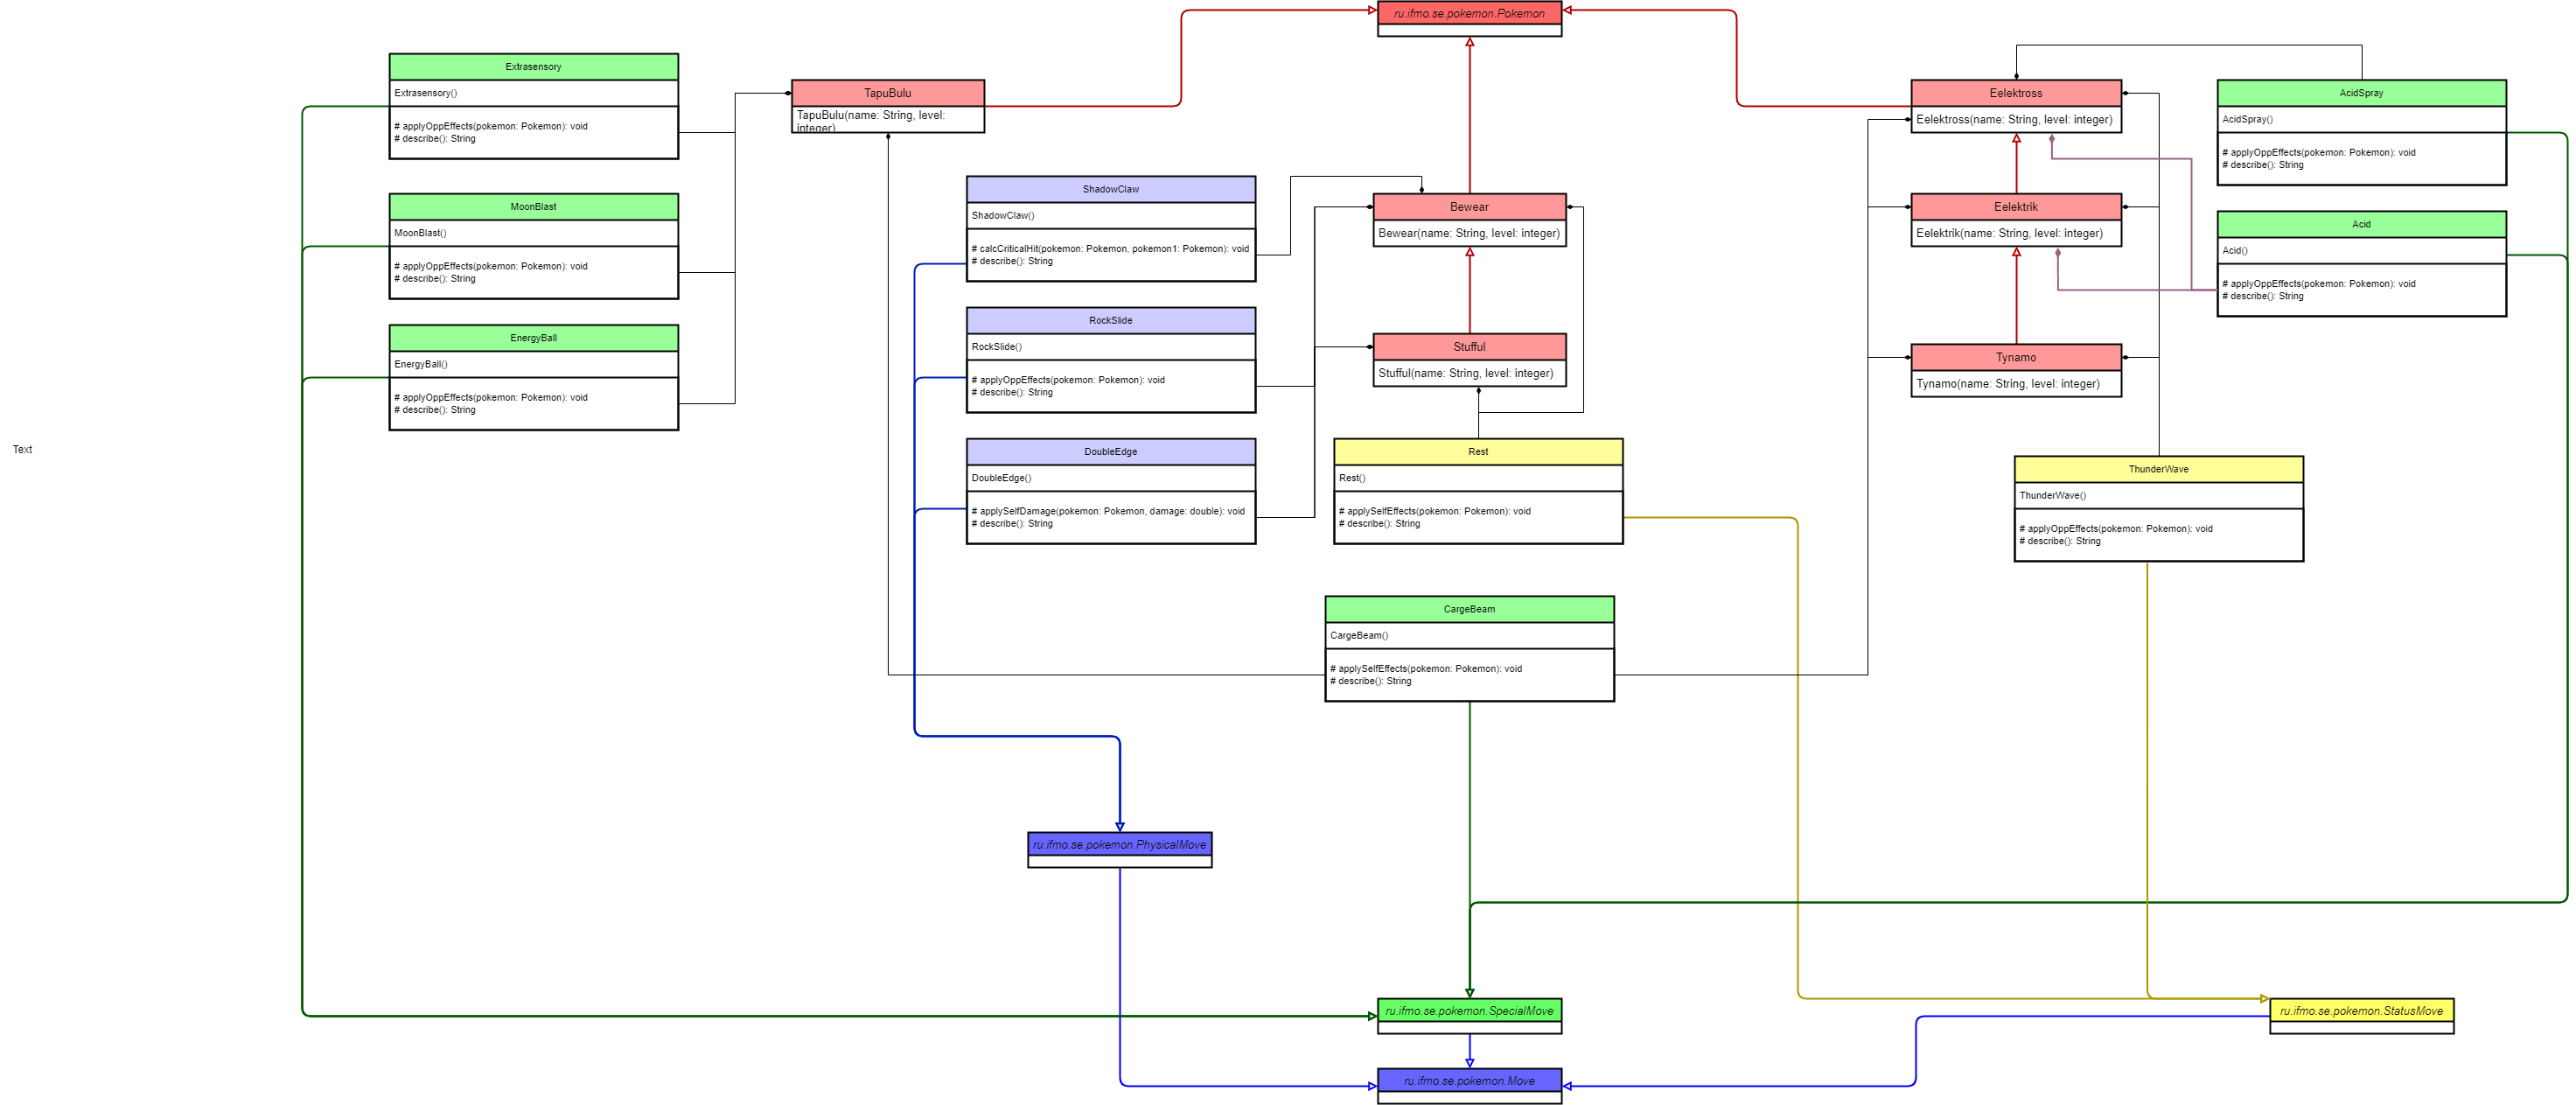 ru.ifmo.se.pokemon.Pokemon
Extrasensory
Extrasensory()
# applyOppEffects(pokemon: Pokemon): void
# describe(): String
MoonBlast
MoonBlast()
# applyOppEffects(pokemon: Pokemon): void
# describe(): String
EnergyBall
EnergyBall()
# applyOppEffects(pokemon: Pokemon): void
# describe(): String
Text
TapuBulu
TapuBulu(name: String, level:
integer)
ShadowClaw
ShadowClaw()
# calcCriticalHit(pokemon: Pokemon, pokemon1: Pokemon): void
# describe(): String
RockSlide
RockSlide()
# applyOppEffects(pokemon: Pokemon): void
# describe(): String
DoubleEdge
DoubleEdge()
# applySelfDamage(pokemon: Pokemon, damage: double): void
# describe(): String
Bewear
Bewear(name: String, level: integer)
Stufful
Stufful(name: String, level: integer)
Rest
Rest()
# applySelfEffects(pokemon: Pokemon): void
# describe(): String
CargeBeam
CargeBeam()
# applySelfEffects(pokemon: Pokemon): void
# describe(): String
Eelektross
Eelektross(name: String, level: integer)
Eelektrik
Eelektrik(name: String, level: integer)
Tynamo
Tynamo(name: String, level: integer)
AcidSpray
AcidSpray()
# applyOppEffects(pokemon: Pokemon): void
# describe(): String
Acid
Acid()
# applyOppEffects(pokemon: Pokemon): void
# describe(): String
ThunderWave
ThunderWave()
# applyOppEffects(pokemon: Pokemon): void
# describe(): String
ru.ifmo.se.pokemon.PhysicalMove
ru.ifmo.se.pokemon.SpecialMove
ru.ifmo.se.pokemon.StatusMove
ru.ifmo.se.pokemon.Move